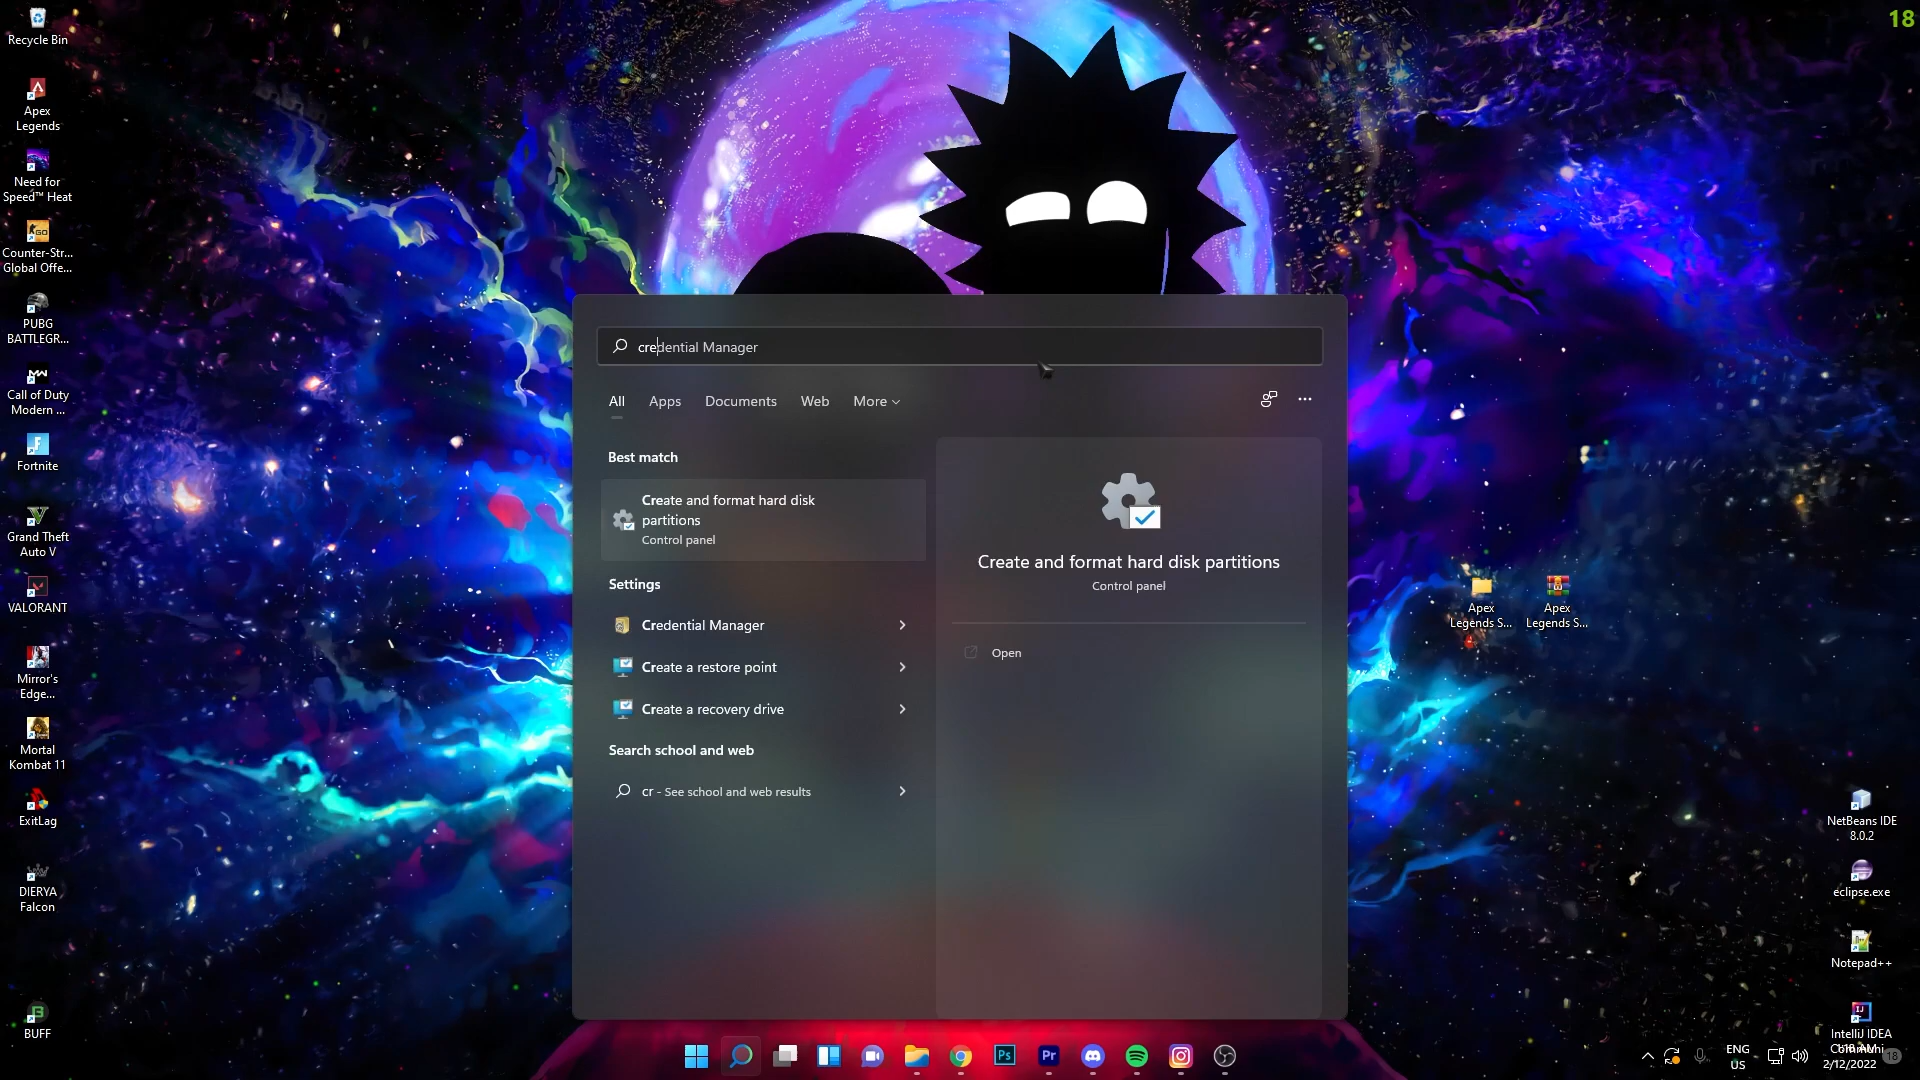 18
Recycle Bin
Apex
Legends
Need for
Speed™ Heat
Counter-Str...
Global Offe...
PUBG
BATTLEGR...
Call of Duty
Modern ...
Fortnite
Grand Theft
Auto V
VALORANT
Mirror's
Edge...
Mortal
Kombat 11
ExitLag
DIERYA
Falcon
BUFF
credential Manager
All Apps Documents Web More
Best match
Create and format hard disk
partitions
Control panel
Settings
Credential Manager
Create a restore point
Create a recovery drive
Search school and web
cr - See school and web results
Create and format hard disk partitions
Control panel
Open
Apex
Legends S...
Apex
Legends S...
NetBeans IDE
8.0.2
eclipse.exe
Notepad++
IntelliJ IDEA
Ps
Pr
ENG
US
2/12/2022
18